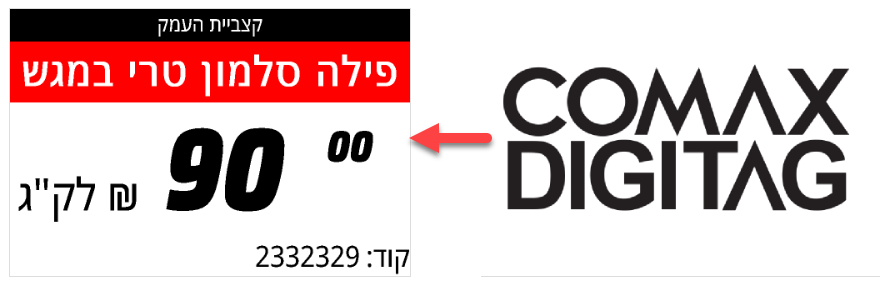 קצביית העמק
פילה סלמון טרי במגש
90 00 ₪ לק"ג
קוד: 2332329
COMAX
DIGITAG